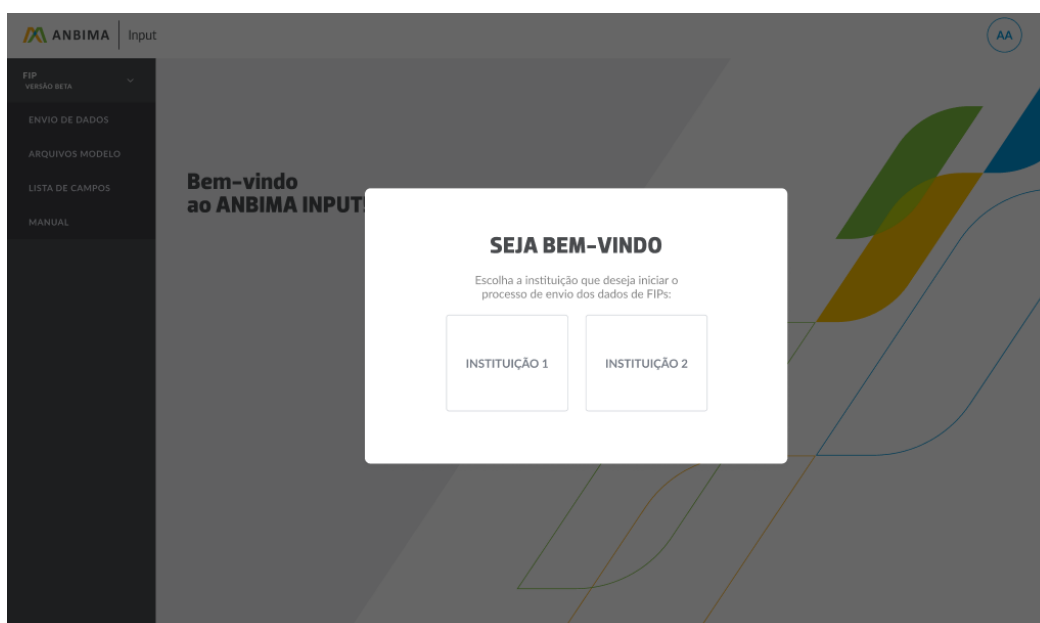 ANBIMA Input
AA
FIP
VERSÃO BETA
ENVIO DE DADOS
ARQUIVOS MODELO
LISTA DE CAMPOS
MANUAL
Bem-vindo
ao ANBIMA INPUT!
SEJA BEM-VINDO
Escolha a instituição que deseja iniciar o
processo de envio dos dados de FIPs:
INSTITUIÇÃO 1
INSTITUIÇÃO 2